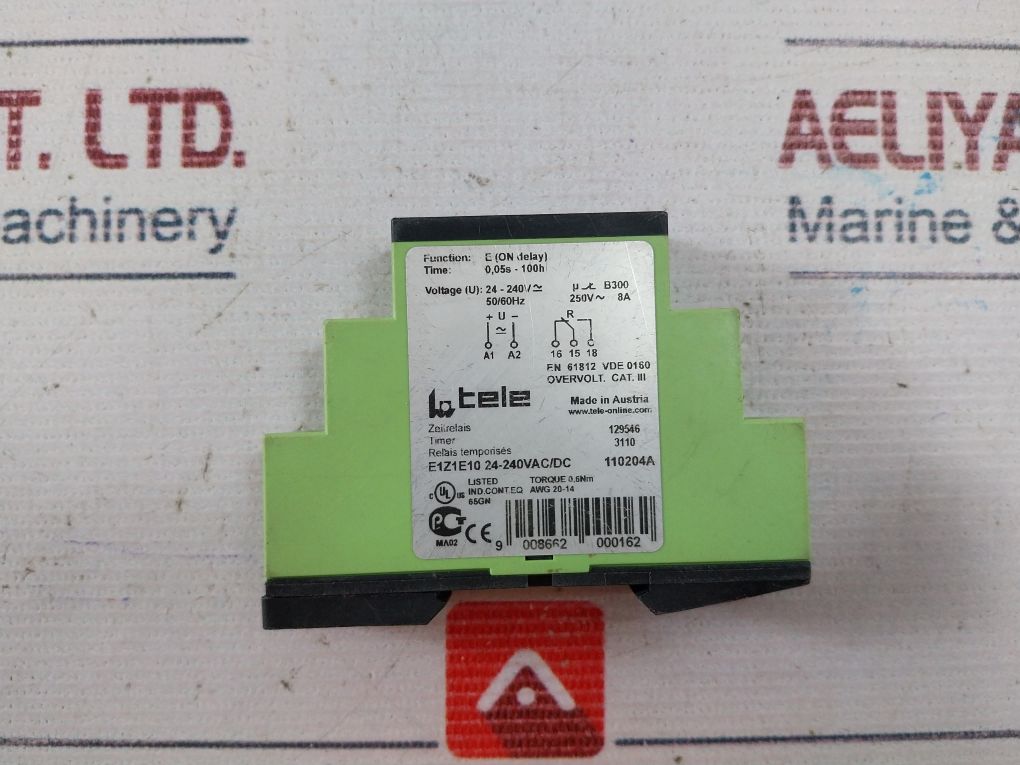 T. LTD.
achinery
AELIYA
Marine &
Function: E (ON delay)
Time: 0,05s - 100h
Voltage (U): 24 - 240V≃
50/60Hz
µ B300
250V~ 8A
+ U −
≃
A1 A2
R
16 15 18
EN 61812 VDE 0160
OVERVOLT. CAT. III
tele
Made in Austria
www.tele-online.com
Zeitrelais 129546
Timer 3110
Relais temporisés
E1Z1E10 24-240VAC/DC 110204A
c UL us
LISTED
IND.CONT.EQ
65GN
TORQUE 0,6Nm
AWG 20-14
MA02
CE
9 008662 000162